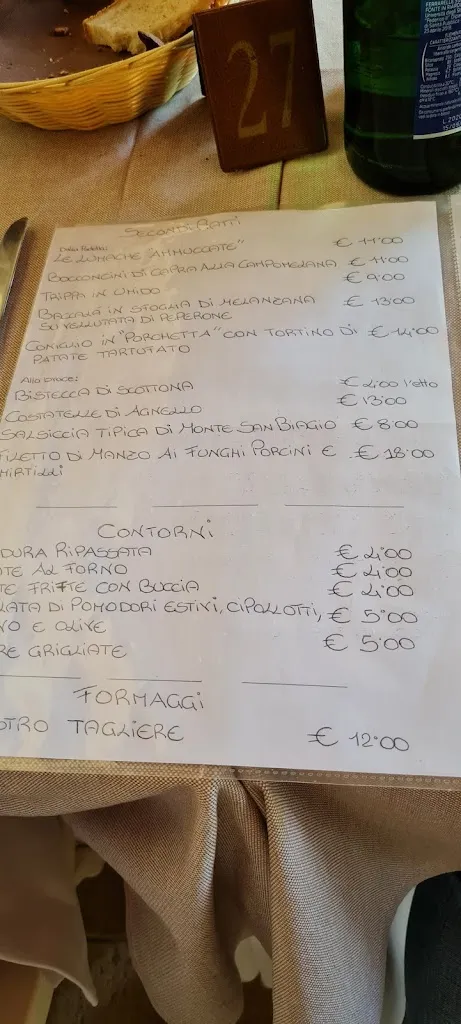 FERRARELLE
27
SECONDI PIATTI
Dalla Padella:
LE LUMACHE "AMMUCCATE" € 11.00
BOCCONCINI DI CAPRA ALLA CAMPOMELANA € 11.00
TRIPPA IN UMIDO € 9.00
BACCALÀ IN SFOGLIA DI MELANZANA € 13.00
SU VELLUTATA DI PEPERONE
CONIGLIO IN "PORCHETTA" CON TORTINO DI € 14.00
PATATE TARTUFATO
Alla brace:
BISTECCA DI SCOTTONA € 4.00 l'etto
COSTATELLE DI AGNELLO € 13.00
SALSICCIA TIPICA DI MONTE SAN BIAGIO € 8.00
FILETTO DI MANZO AI FUNGHI PORCINI E € 18.00
MIRTILLI
CONTORNI
DURA RIPASSATA € 4.00
TE AL FORNO € 4.00
TE FRITTE CON BUCCIA € 4.00
LATA DI POMODORI ESTIVI, CIPOLLOTTI, € 5.00
NO E OLIVE
RE GRIGLIATE € 5.00
FORMAGGI
OSTRO TAGLIERE € 12.00